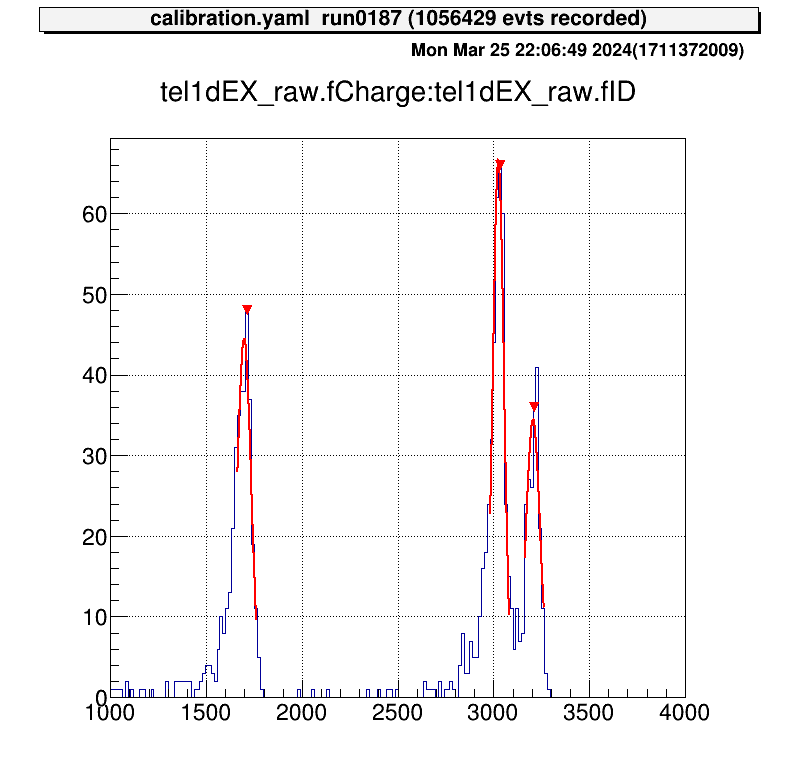 calibration.yaml run0187 (1056429 evts recorded)
Mon Mar 25 22:06:49 2024(1711372009)
tel1dEX_raw.fCharge:tel1dEX_raw.fID
60
50
40
30
20
10
0
1000 1500 2000 2500 3000 3500 4000